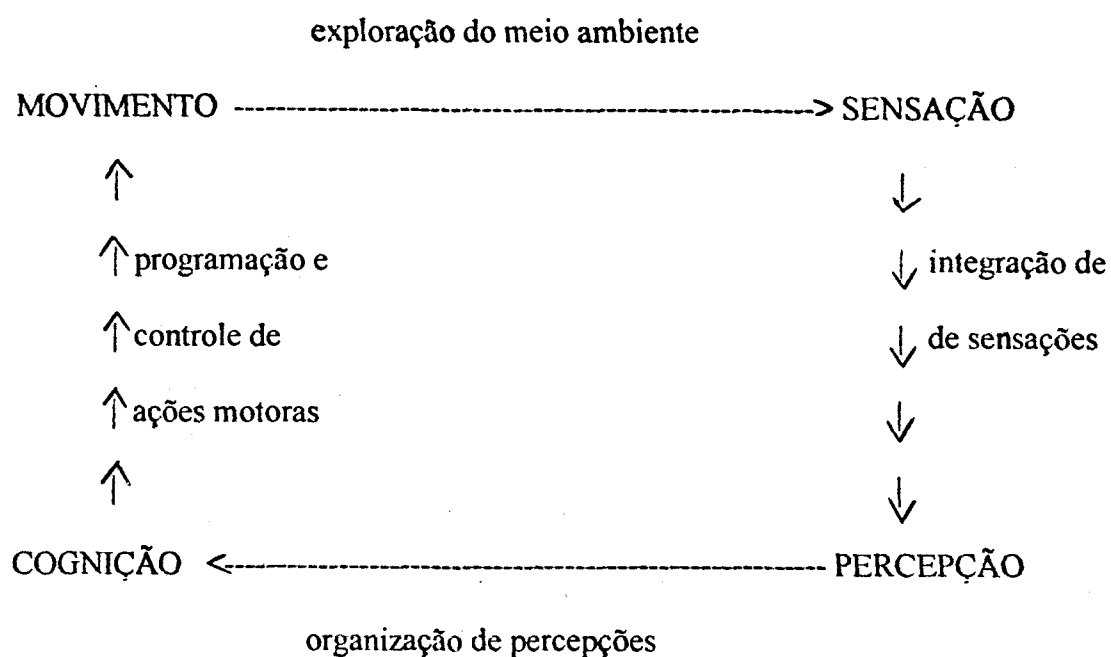 exploração do meio ambiente
MOVIMENTO ----------------------------------------------> SENSAÇÃO
programação e
integração de
controle de
de sensações
ações motoras
COGNIÇÃO <------------------------------------------------ PERCEPÇÃO
organização de percepções